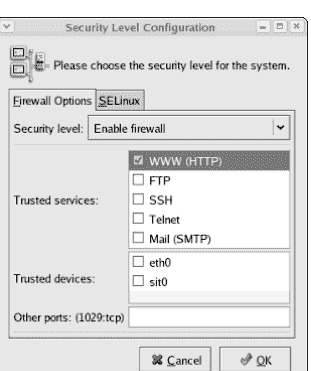 Security Level Configuration
Please choose the security level for the system.
Firewall Options SELinux
Security level: Enable firewall
Trusted services:
WWW (HTTP)
FTP
SSH
Telnet
Mail (SMTP)
Trusted devices:
eth0
sit0
Other ports: (1029:tcp)
Cancel OK